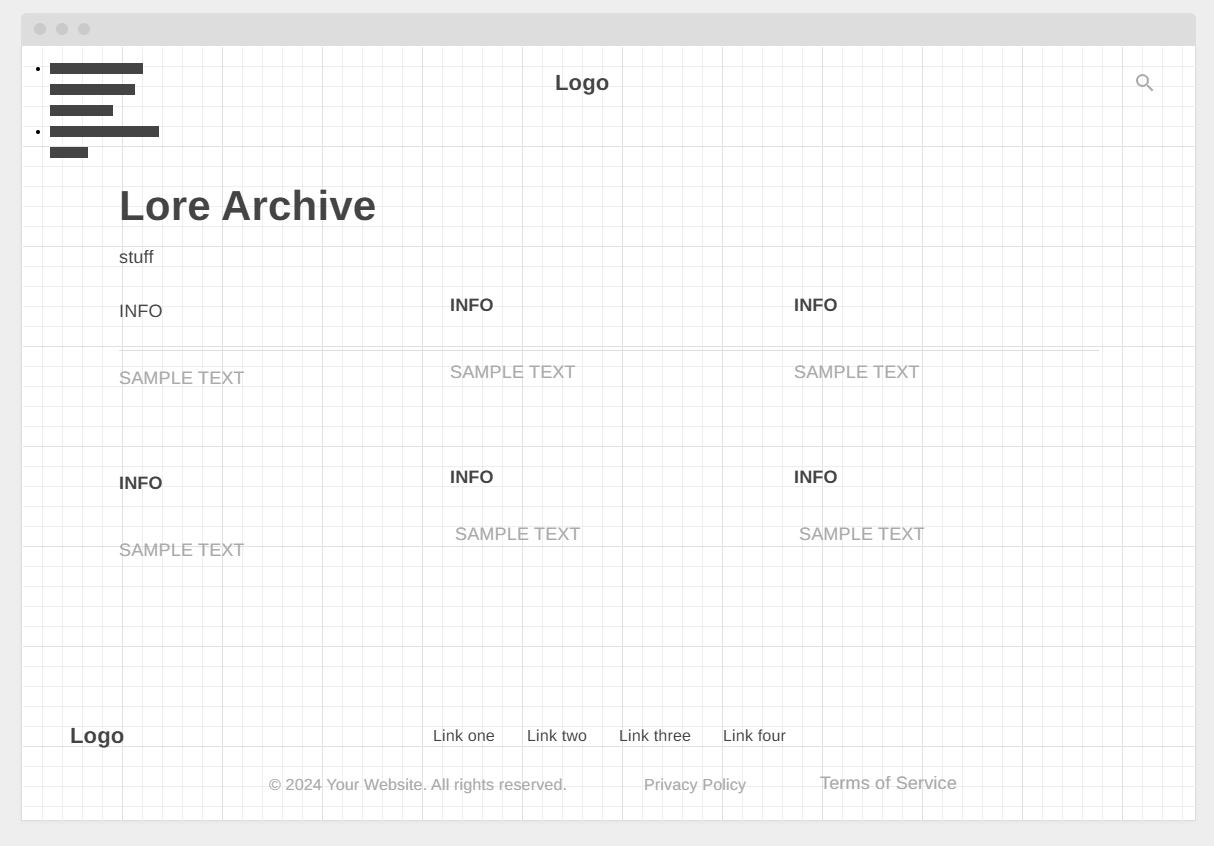 Logo
Lore Archive
stuff
INFO INFO INFO
SAMPLE TEXT SAMPLE TEXT SAMPLE TEXT
INFO INFO INFO
SAMPLE TEXT SAMPLE TEXT SAMPLE TEXT
Logo Link one Link two Link three Link four
© 2024 Your Website. All rights reserved. Privacy Policy Terms of Service